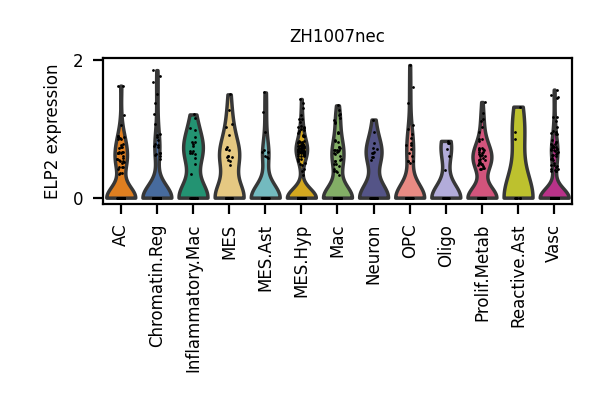 ZH1007nec
ELP2 expression
2
0
AC
Chromatin.Reg
Inflammatory.Mac
MES
MES.Ast
MES.Hyp
Mac
Neuron
OPC
Oligo
Prolif.Metab
Reactive.Ast
Vasc